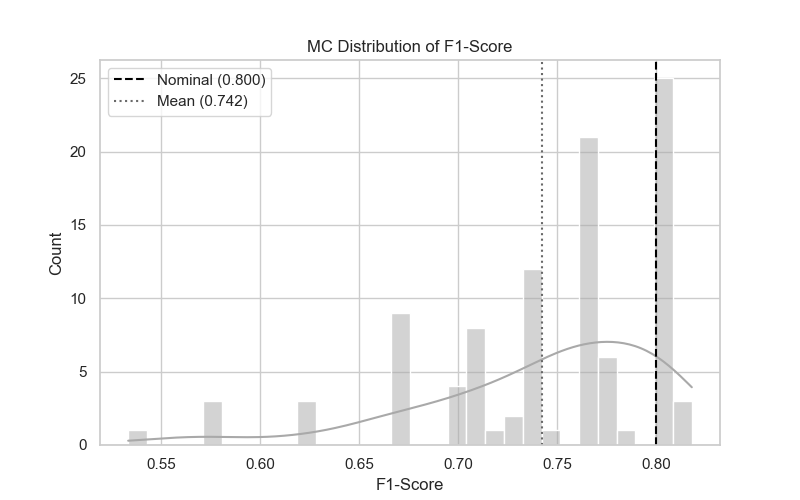 MC Distribution of F1-Score
Nominal (0.800)
Mean (0.742)
25
20
15
10
5
0
Count
0.55 0.60 0.65 0.70 0.75 0.80
F1-Score